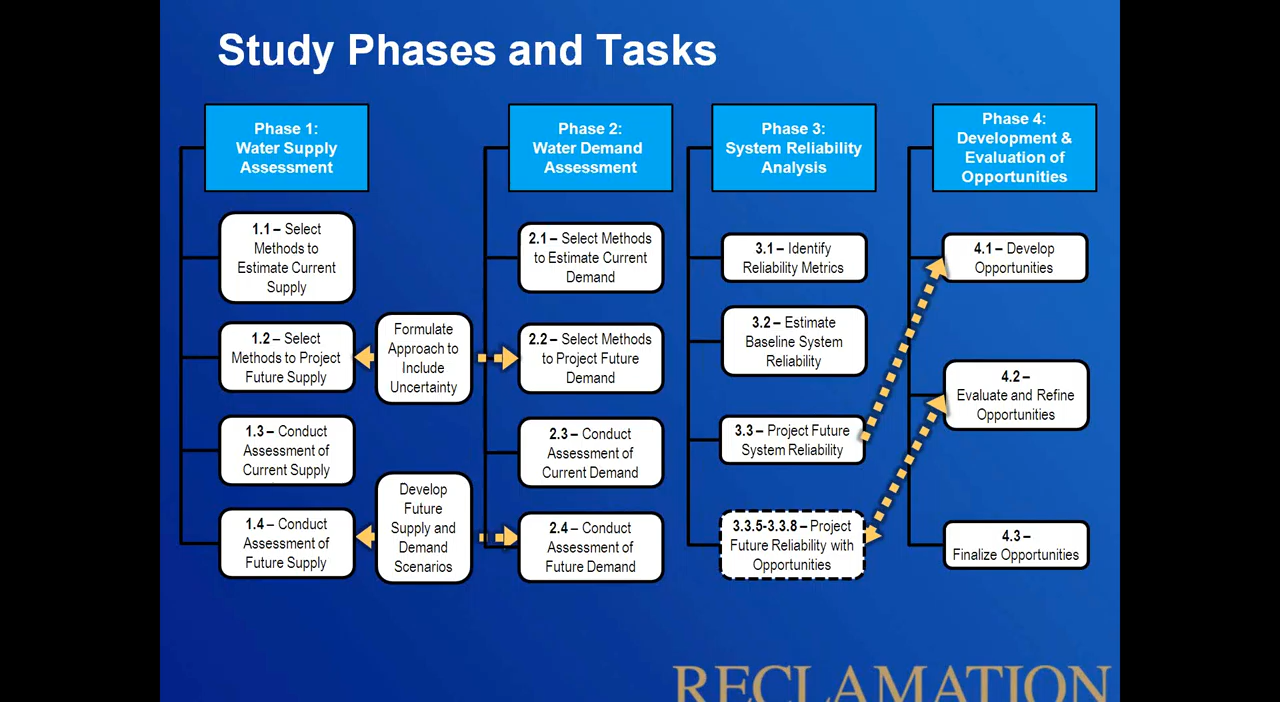 Study Phases and Tasks
Phase 1:
Water Supply
Assessment
1.1 – Select
Methods to
Estimate Current
Supply
1.2 – Select
Methods to Project
Future Supply
1.3 – Conduct
Assessment of
Current Supply
1.4 – Conduct
Assessment of
Future Supply
Formulate
Approach to
Include
Uncertainty
Develop
Future
Supply and
Demand
Scenarios
Phase 2:
Water Demand
Assessment
2.1 – Select Methods
to Estimate Current
Demand
2.2 – Select Methods
to Project Future
Demand
2.3 – Conduct
Assessment of
Current Demand
2.4 – Conduct
Assessment of
Future Demand
Phase 3:
System Reliability
Analysis
3.1 – Identify
Reliability Metrics
3.2 – Estimate
Baseline System
Reliability
3.3 – Project Future
System Reliability
3.3.5-3.3.8 – Project
Future Reliability with
Opportunities
Phase 4:
Development &
Evaluation of
Opportunities
4.1 – Develop
Opportunities
4.2 –
Evaluate and Refine
Opportunities
4.3 –
Finalize Opportunities
RECLAMATION